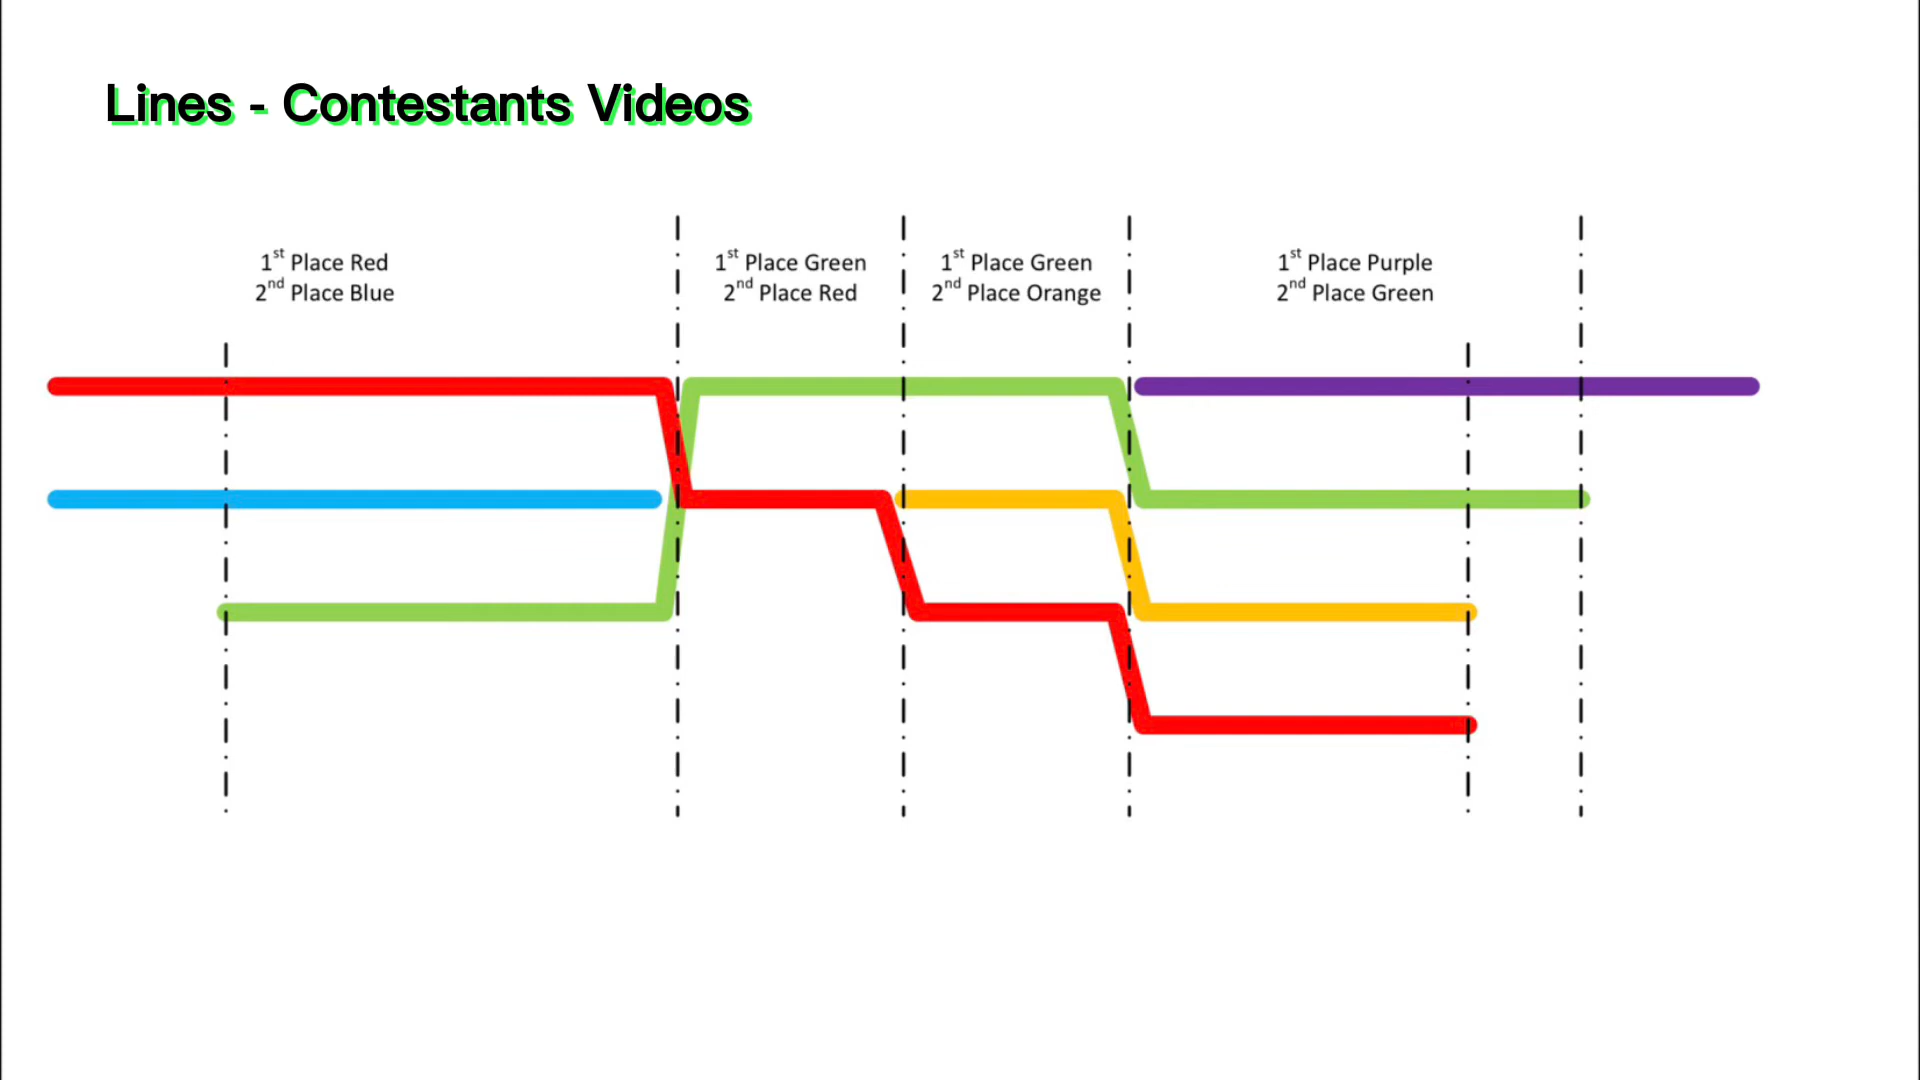 Lines - Contestants Videos
1st Place Red
2nd Place Blue
1st Place Green
2nd Place Red
1st Place Green
2nd Place Orange
1st Place Purple
2nd Place Green